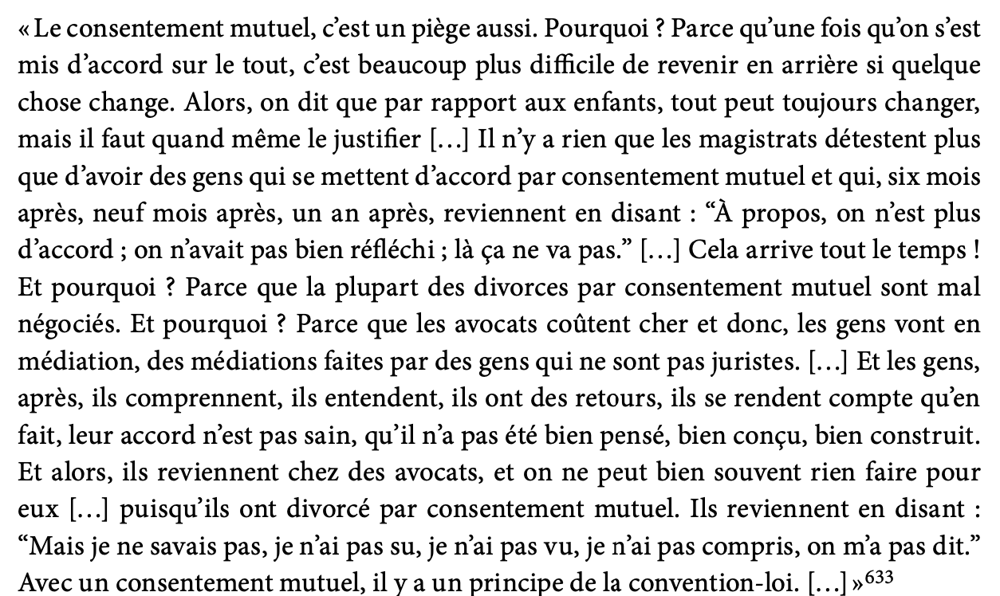 « Le consentement mutuel, c’est un piège aussi. Pourquoi ? Parce qu’une fois qu’on s’est
mis d’accord sur le tout, c’est beaucoup plus difficile de revenir en arrière si quelque
chose change. Alors, on dit que par rapport aux enfants, tout peut toujours changer,
mais il faut quand même le justifier […] Il n’y a rien que les magistrats détestent plus
que d’avoir des gens qui se mettent d’accord par consentement mutuel et qui, six mois
après, neuf mois après, un an après, reviennent en disant : “À propos, on n’est plus
d’accord ; on n’avait pas bien réfléchi ; là ça ne va pas.” […] Cela arrive tout le temps !
Et pourquoi ? Parce que la plupart des divorces par consentement mutuel sont mal
négociés. Et pourquoi ? Parce que les avocats coûtent cher et donc, les gens vont en
médiation, des médiations faites par des gens qui ne sont pas juristes. […] Et les gens,
après, ils comprennent, ils entendent, ils ont des retours, ils se rendent compte qu’en
fait, leur accord n’est pas sain, qu’il n’a pas été bien pensé, bien conçu, bien construit.
Et alors, ils reviennent chez des avocats, et on ne peut bien souvent rien faire pour
eux […] puisqu’ils ont divorcé par consentement mutuel. Ils reviennent en disant :
“Mais je ne savais pas, je n’ai pas su, je n’ai pas vu, je n’ai pas compris, on m’a pas dit.”
Avec un consentement mutuel, il y a un principe de la convention-loi. […] »633